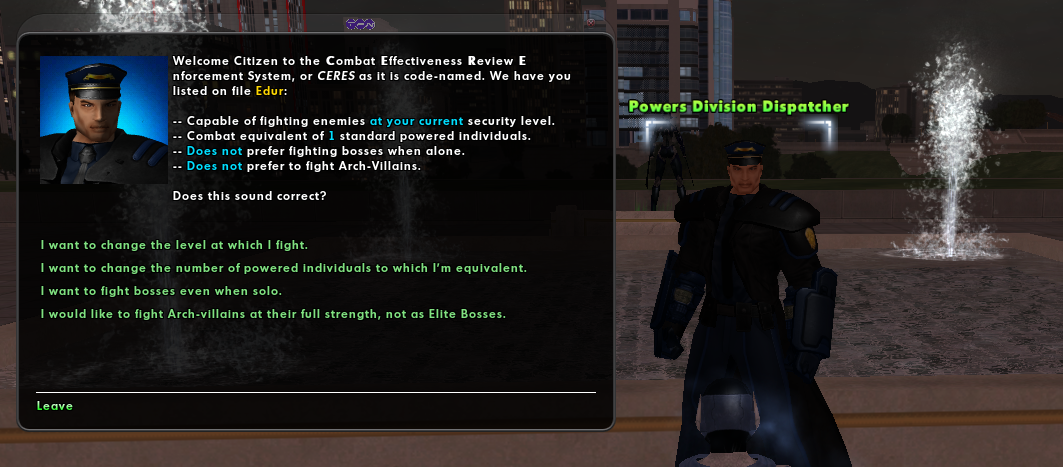 Welcome Citizen to the Combat Effectiveness Review E
nforcement System, or CERES as it is code-named. We have you
listed on file Edur:
-- Capable of fighting enemies at your current security level.
-- Combat equivalent of 1 standard powered individuals.
-- Does not prefer fighting bosses when alone.
-- Does not prefer to fight Arch-Villains.
Does this sound correct?
I want to change the level at which I fight.
I want to change the number of powered individuals to which I'm equivalent.
I want to fight bosses even when solo.
I would like to fight Arch-villains at their full strength, not as Elite Bosses.
Leave
Powers Division Dispatcher